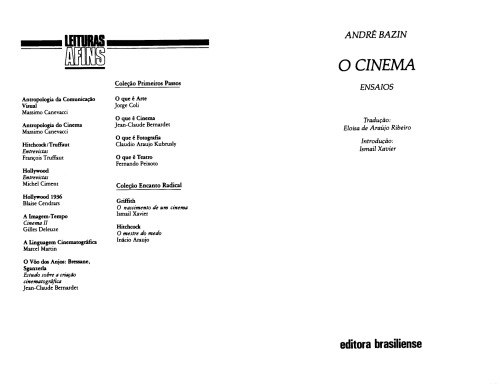 LEITURAS
AFINS
Antropologia da Comunicação
Visual
Massimo Canevacci
Antropologia do Cinema
Massimo Canevacci
Hitchcock/Truffaut
Entrevistas
François Truffaut
Hollywood
Entrevistas
Michel Ciment
Hollywood 1936
Blaise Cendrars
A Imagem-Tempo
Cinema II
Gilles Deleuze
A Linguagem Cinematográfica
Marcel Martin
O Vôo dos Anjos: Bressane,
Sganzerla
Estudo sobre a criação
cinematográfica
Jean-Claude Bernardet
Coleção Primeiros Passos
O que é Arte
Jorge Coli
O que é Cinema
Jean-Claude Bernardet
O que é Fotografia
Claudio Araujo Kubrusly
O que é Teatro
Fernando Peixoto
Coleção Encanto Radical
Griffith
O nascimento de um cinema
Ismail Xavier
Hitchcock
O mestre do medo
Inácio Araujo
ANDRÉ BAZIN
O CINEMA
ENSAIOS
Tradução:
Eloisa de Araújo Ribeiro
Introdução:
Ismail Xavier
editora brasiliense